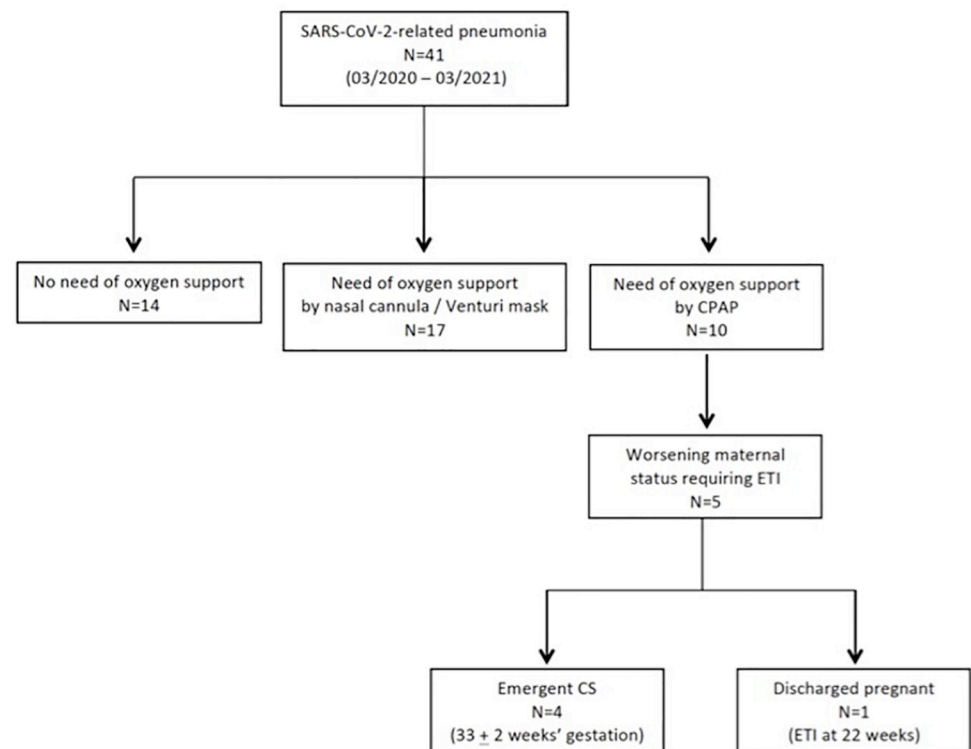 SARS-CoV-2-related pneumonia
N=41
(03/2020 – 03/2021)
No need of oxygen support
N=14
Need of oxygen support
by nasal cannula / Venturi mask
N=17
Need of oxygen support
by CPAP
N=10
Worsening maternal
status requiring ETI
N=5
Emergent CS
N=4
(33 ± 2 weeks’ gestation)
Discharged pregnant
N=1
(ETI at 22 weeks)